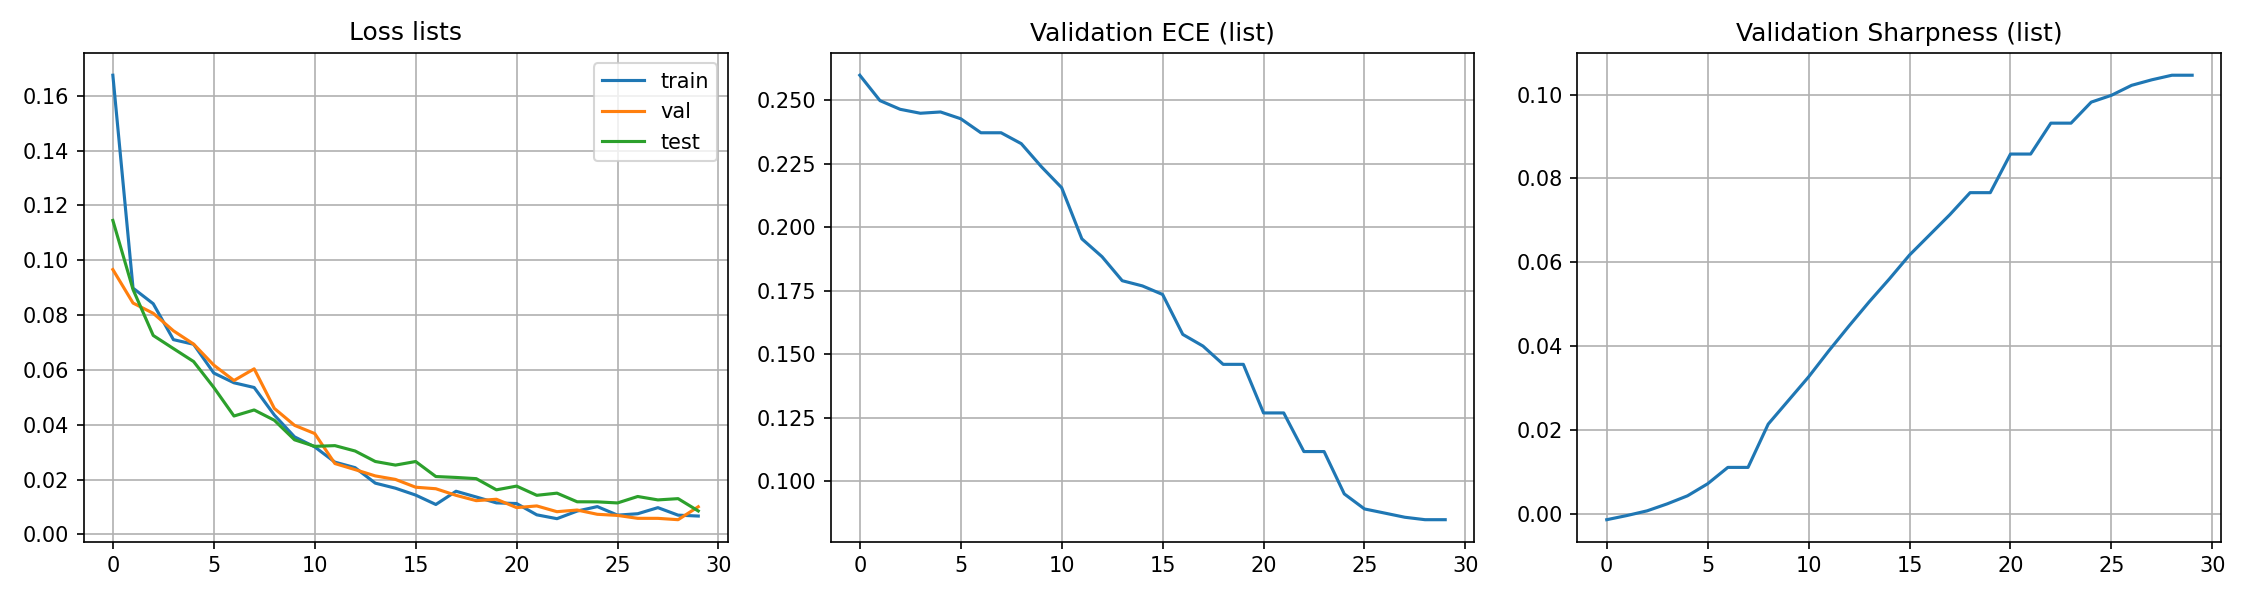 Loss lists
0.16
0.14
0.12
0.10
0.08
0.06
0.04
0.02
0.00
0 5 10 15 20 25 30
train
val
test
Validation ECE (list)
0.250
0.225
0.200
0.175
0.150
0.125
0.100
0 5 10 15 20 25 30
Validation Sharpness (list)
0.10
0.08
0.06
0.04
0.02
0.00
0 5 10 15 20 25 30